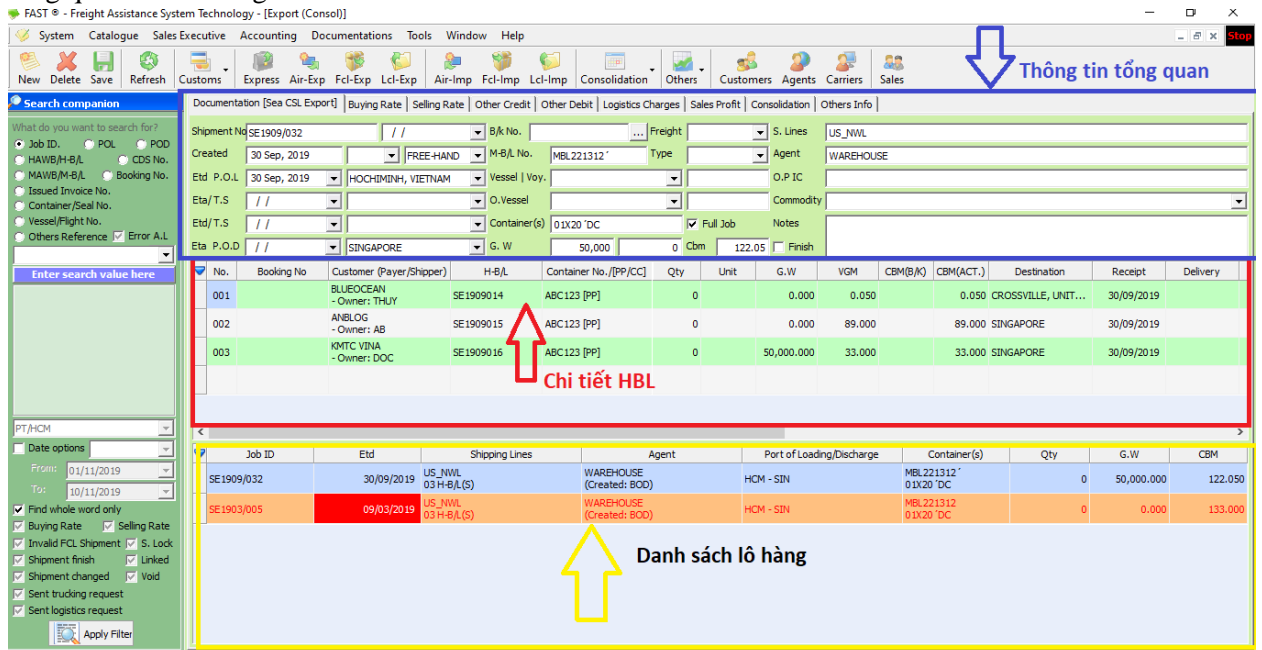 FAST ® - Freight Assistance System Technology - [Export (Consol)]
System Catalogue Sales Executive Accounting Documentations Tools Window Help
Stop
New Delete Save Refresh Customs Express Air-Exp Fcl-Exp Lcl-Exp Air-Imp Fcl-Imp Lcl-Imp Consolidation Others Customers Agents Carriers Sales
Thông tin tổng quan
Search companion
What do you want to search for?
Job ID. POL POD
HAWB/H-B/L CDS No.
MAWB/M-B/L Booking No.
Issued Invoice No.
Container/Seal No.
Vessel/Flight No.
Others Reference Error A.L
Enter search value here
PT/HCM
Date options
From: 01/11/2019
To: 10/11/2019
Find whole word only
Buying Rate Selling Rate
Invalid FCL Shipment S. Lock
Shipment finish Linked
Shipment changed Void
Sent trucking request
Sent logistics request
Apply Filter
Documentation [Sea CSL Export] Buying Rate Selling Rate Other Credit Other Debit Logistics Charges Sales Profit Consolidation Others Info
Shipment No SE1909/032 / / B/k No. ... Freight S. Lines US_NWL
Created 30 Sep, 2019 FREE-HAND M-B/L No. MBL221312´ Type Agent WAREHOUSE
Etd P.O.L 30 Sep, 2019 HOCHIMINH, VIETNAM Vessel | Voy. O.P IC
Eta/T.S / / O.Vessel Commodity
Etd/T.S / / Container(s) 01X20´DC Full Job Notes
Eta P.O.D / / SINGAPORE G. W 50,000 0 Cbm 122.05 Finish
No. Booking No Customer (Payer/Shipper) H-B/L Container No./[PP/CC] Qty Unit G.W VGM CBM(B/K) CBM(ACT.) Destination Receipt Delivery
001 BLUEOCEAN - Owner: THUY SE1909014 ABC123 [PP] 0 0.000 0.050 0.050 CROSSVILLE, UNIT... 30/09/2019
002 ANBLOG - Owner: AB SE1909015 ABC123 [PP] 0 0.000 89.000 89.000 SINGAPORE 30/09/2019
003 KMTC VINA - Owner: DOC SE1909016 ABC123 [PP] 0 50,000.000 33.000 33.000 SINGAPORE 30/09/2019
Chi tiết HBL
Job ID Etd Shipping Lines Agent Port of Loading/Discharge Container(s) Qty G.W CBM
SE1909/032 30/09/2019 US_NWL 03 H-B/L(S) WAREHOUSE (Created: BOD) HCM - SIN MBL221312´ 01X20´DC 0 50,000.000 122.050
SE1903/005 09/03/2019 US_NWL 03 H-B/L(S) WAREHOUSE (Created: BOD) HCM - SIN MBL221312 01X20´DC 0 0.000 133.000
Danh sách lô hàng